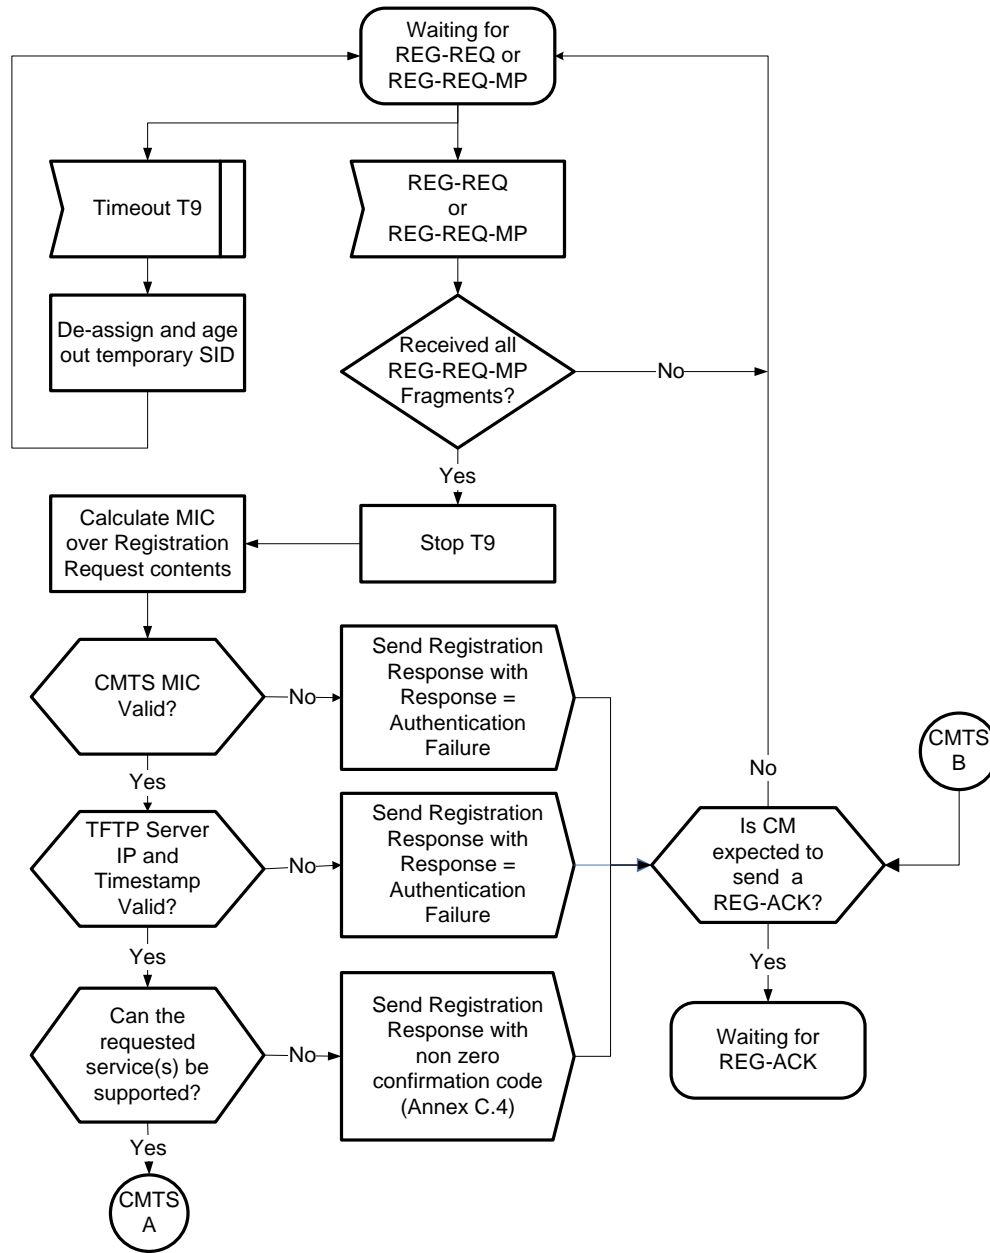 Waiting for
REG-REQ or
REG-REQ-MP
Timeout T9
REG-REQ
or
REG-REQ-MP
De-assign and age
out temporary SID
Received all
REG-REQ-MP
Fragments?
No
Yes
Calculate MIC
over Registration
Request contents
Stop T9
CMTS MIC
Valid?
No
Send Registration
Response with
Response =
Authentication
Failure
Yes
TFTP Server
IP and
Timestamp
Valid?
No
Send Registration
Response with
Response =
Authentication
Failure
No
CMTS
B
Is CM
expected to
send a
REG-ACK?
Yes
Yes
Can the
requested
service(s) be
supported?
No
Send Registration
Response with
non zero
confirmation code
(Annex C.4)
Waiting for
REG-ACK
Yes
CMTS
A